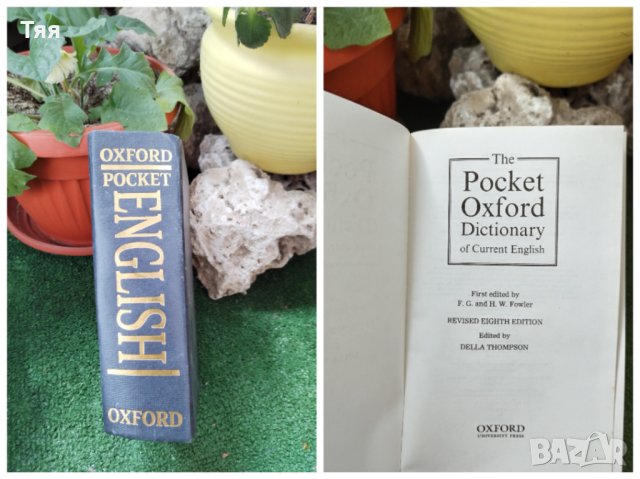 Тяя
OXFORD
POCKET
ENGLISH
OXFORD
The
Pocket
Oxford
Dictionary
of Current English
First edited by
F. G. and H. W. Fowler
REVISED EIGHTH EDITION
Edited by
DELLA THOMPSON
OXFORD
UNIVERSITY PRESS
BAZAR